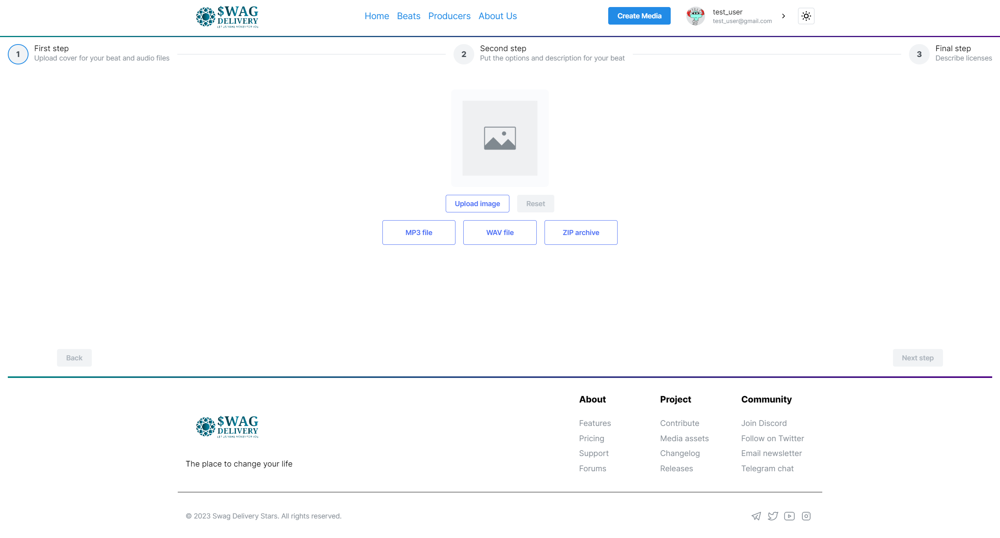 $WAG
DELIVERY
LET US MAKE MONEY FOR YOU
Home Beats Producers About Us
Create Media
test_user
test_user@gmail.com
1
First step
Upload cover for your beat and audio files
2
Second step
Put the options and description for your beat
3
Final step
Describe licenses
Upload image Reset
MP3 file WAV file ZIP archive
Back Next step
$WAG
DELIVERY
LET US MAKE MONEY FOR YOU
The place to change your life
About
Features
Pricing
Support
Forums
Project
Contribute
Media assets
Changelog
Releases
Community
Join Discord
Follow on Twitter
Email newsletter
Telegram chat
© 2023 Swag Delivery Stars. All rights reserved.